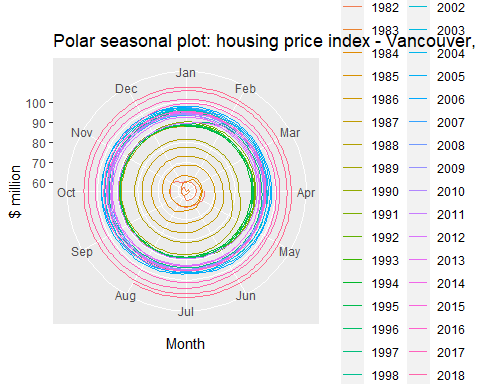 Polar seasonal plot: housing price index - Vancouver,
Jan
Feb
Mar
Apr
May
Jun
Jul
Aug
Sep
Oct
Nov
Dec
100
90
80
70
60
$ million
Month
1982 2002
1983 2003
1984 2004
1985 2005
1986 2006
1987 2007
1988 2008
1989 2009
1990 2010
1991 2011
1992 2012
1993 2013
1994 2014
1995 2015
1996 2016
1997 2017
1998 2018